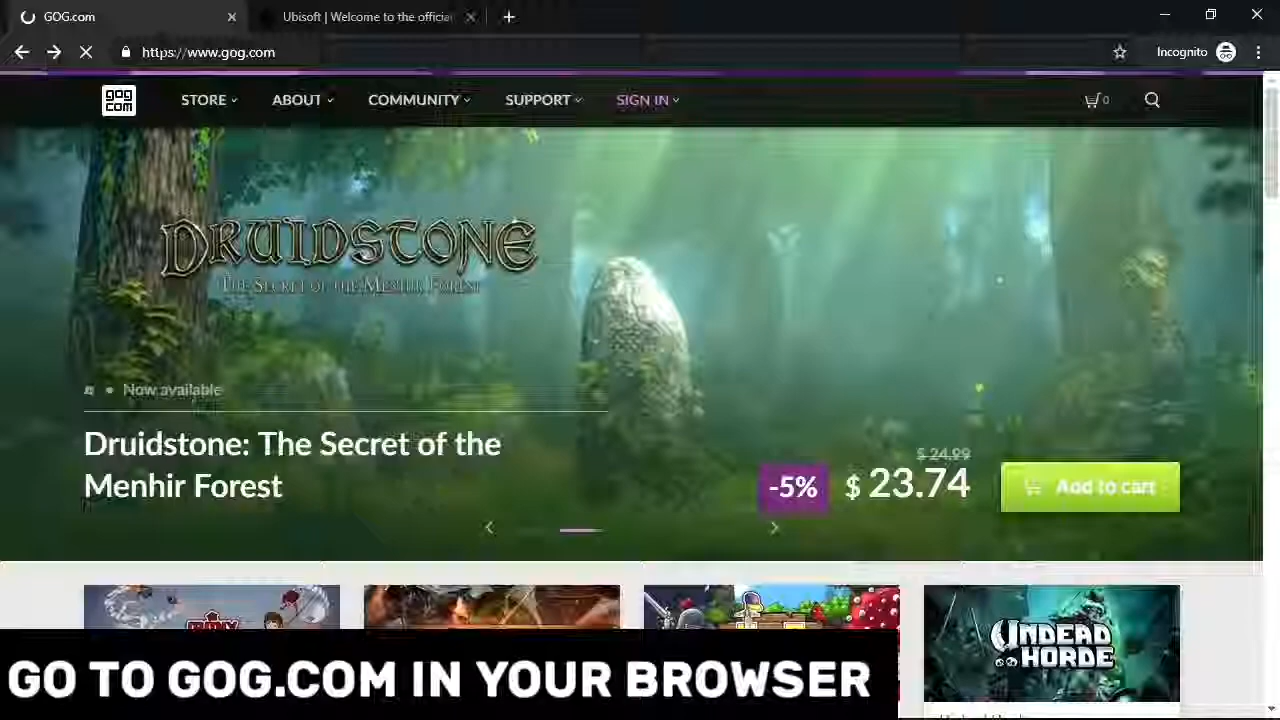 GOG.com
Ubisoft | Welcome to the official
https://www.gog.com
Incognito
gog
com
STORE
ABOUT
COMMUNITY
SUPPORT
SIGN IN
0
DRUIDSTONE
THE SECRET OF THE MENHIR FOREST
Now available
Druidstone: The Secret of the
Menhir Forest
$ 24.99
-5%
$ 23.74
Add to cart
UNDEAD
HORDE
GO TO GOG.COM IN YOUR BROWSER